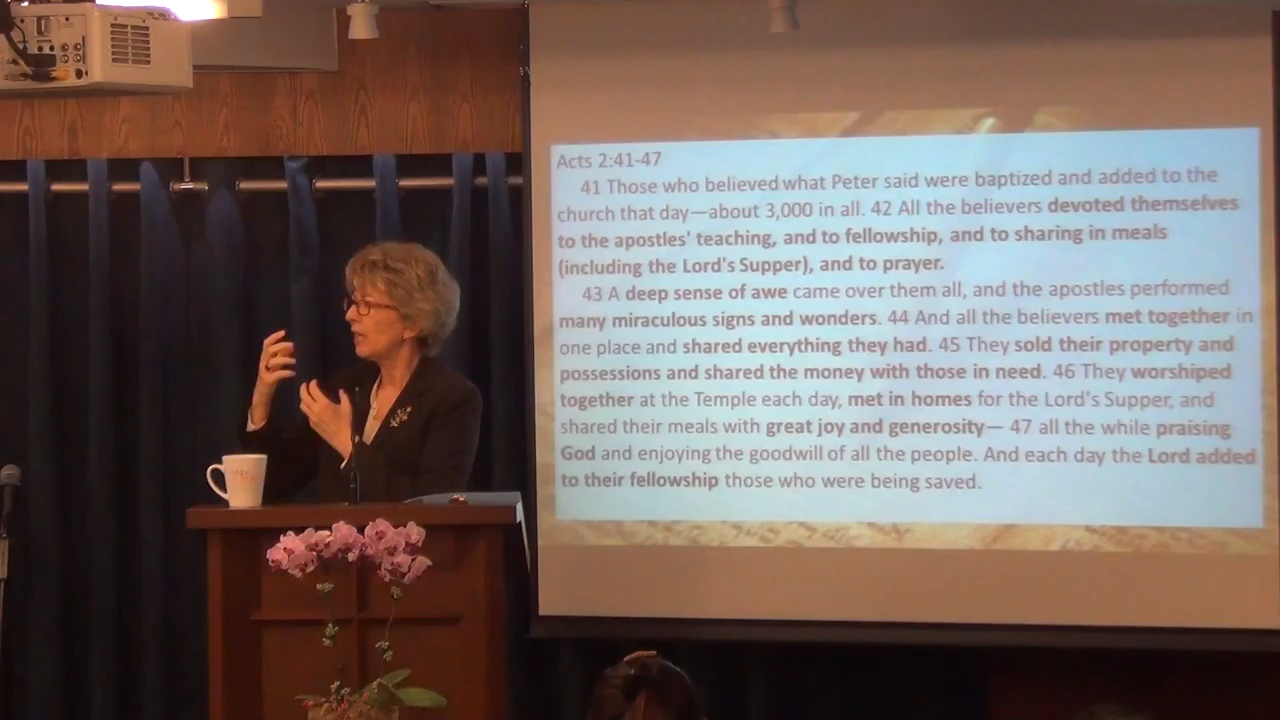 Acts 2:41-47
41 Those who believed what Peter said were baptized and added to the
church that day—about 3,000 in all. 42 All the believers devoted themselves
to the apostles' teaching, and to fellowship, and to sharing in meals
(including the Lord's Supper), and to prayer.
43 A deep sense of awe came over them all, and the apostles performed
many miraculous signs and wonders. 44 And all the believers met together in
one place and shared everything they had. 45 They sold their property and
possessions and shared the money with those in need. 46 They worshiped
together at the Temple each day, met in homes for the Lord's Supper, and
shared their meals with great joy and generosity— 47 all the while praising
God and enjoying the goodwill of all the people. And each day the Lord added
to their fellowship those who were being saved.